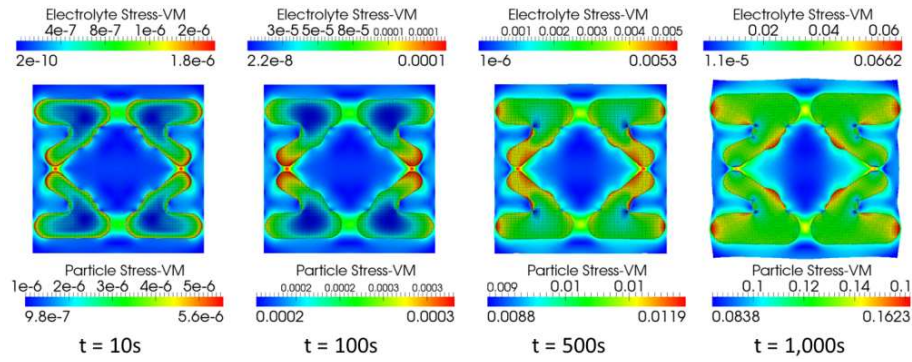 Electrolyte Stress-VM
4e-7 8e-7 1e-6 2e-6
2e-10 1.8e-6
Electrolyte Stress-VM
3e-5 5e-5 8e-5 0.0001 0.0001
2.2e-8 0.0001
Electrolyte Stress-VM
0.001 0.002 0.003 0.004 0.005
1e-6 0.0053
Electrolyte Stress-VM
0.02 0.04 0.06
1.1e-5 0.0662
Particle Stress-VM
1e-6 2e-6 3e-6 4e-6 5e-6
9.8e-7 5.6e-6
t = 10s
Particle Stress-VM
0.0002 0.0002 0.0003 0.0003 0.0003
0.0002 0.0003
t = 100s
Particle Stress-VM
0.009 0.01 0.01
0.0088 0.0119
t = 500s
Particle Stress-VM
0.1 0.12 0.14 0.1
0.0838 0.1623
t = 1,000s